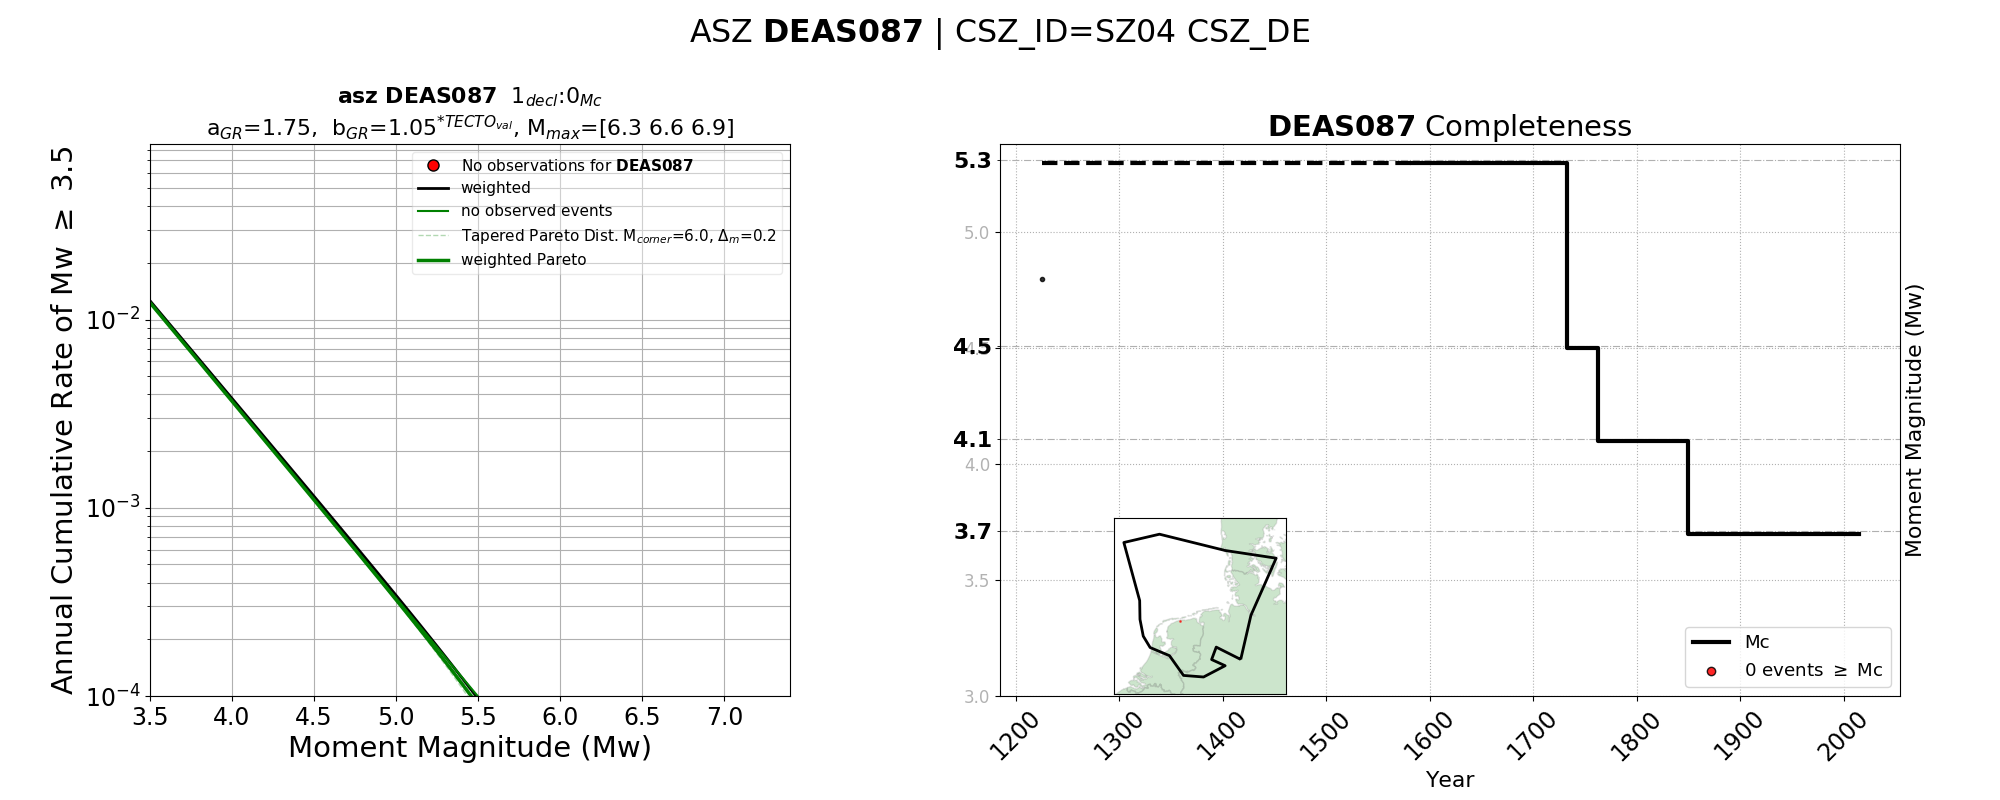 ASZ DEAS087 | CSZ_ID=SZ04 CSZ_DE
asz DEAS087 1decl:0Mc
aGR=1.75, bGR=1.05*TECTOval, Mmax=[6.3 6.6 6.9]
Annual Cumulative Rate of Mw ≥ 3.5
10−2
10−3
10−4
No observations for DEAS087
weighted
no observed events
Tapered Pareto Dist. Mcorner=6.0, Δm=0.2
weighted Pareto
3.5 4.0 4.5 5.0 5.5 6.0 6.5 7.0
Moment Magnitude (Mw)
DEAS087 Completeness
5.3
5.0
4.5
4.5
4.1
4.0
3.7
3.5
3.0
Moment Magnitude (Mw)
Mc
0 events ≥ Mc
1200 1300 1400 1500 1600 1700 1800 1900 2000
Year